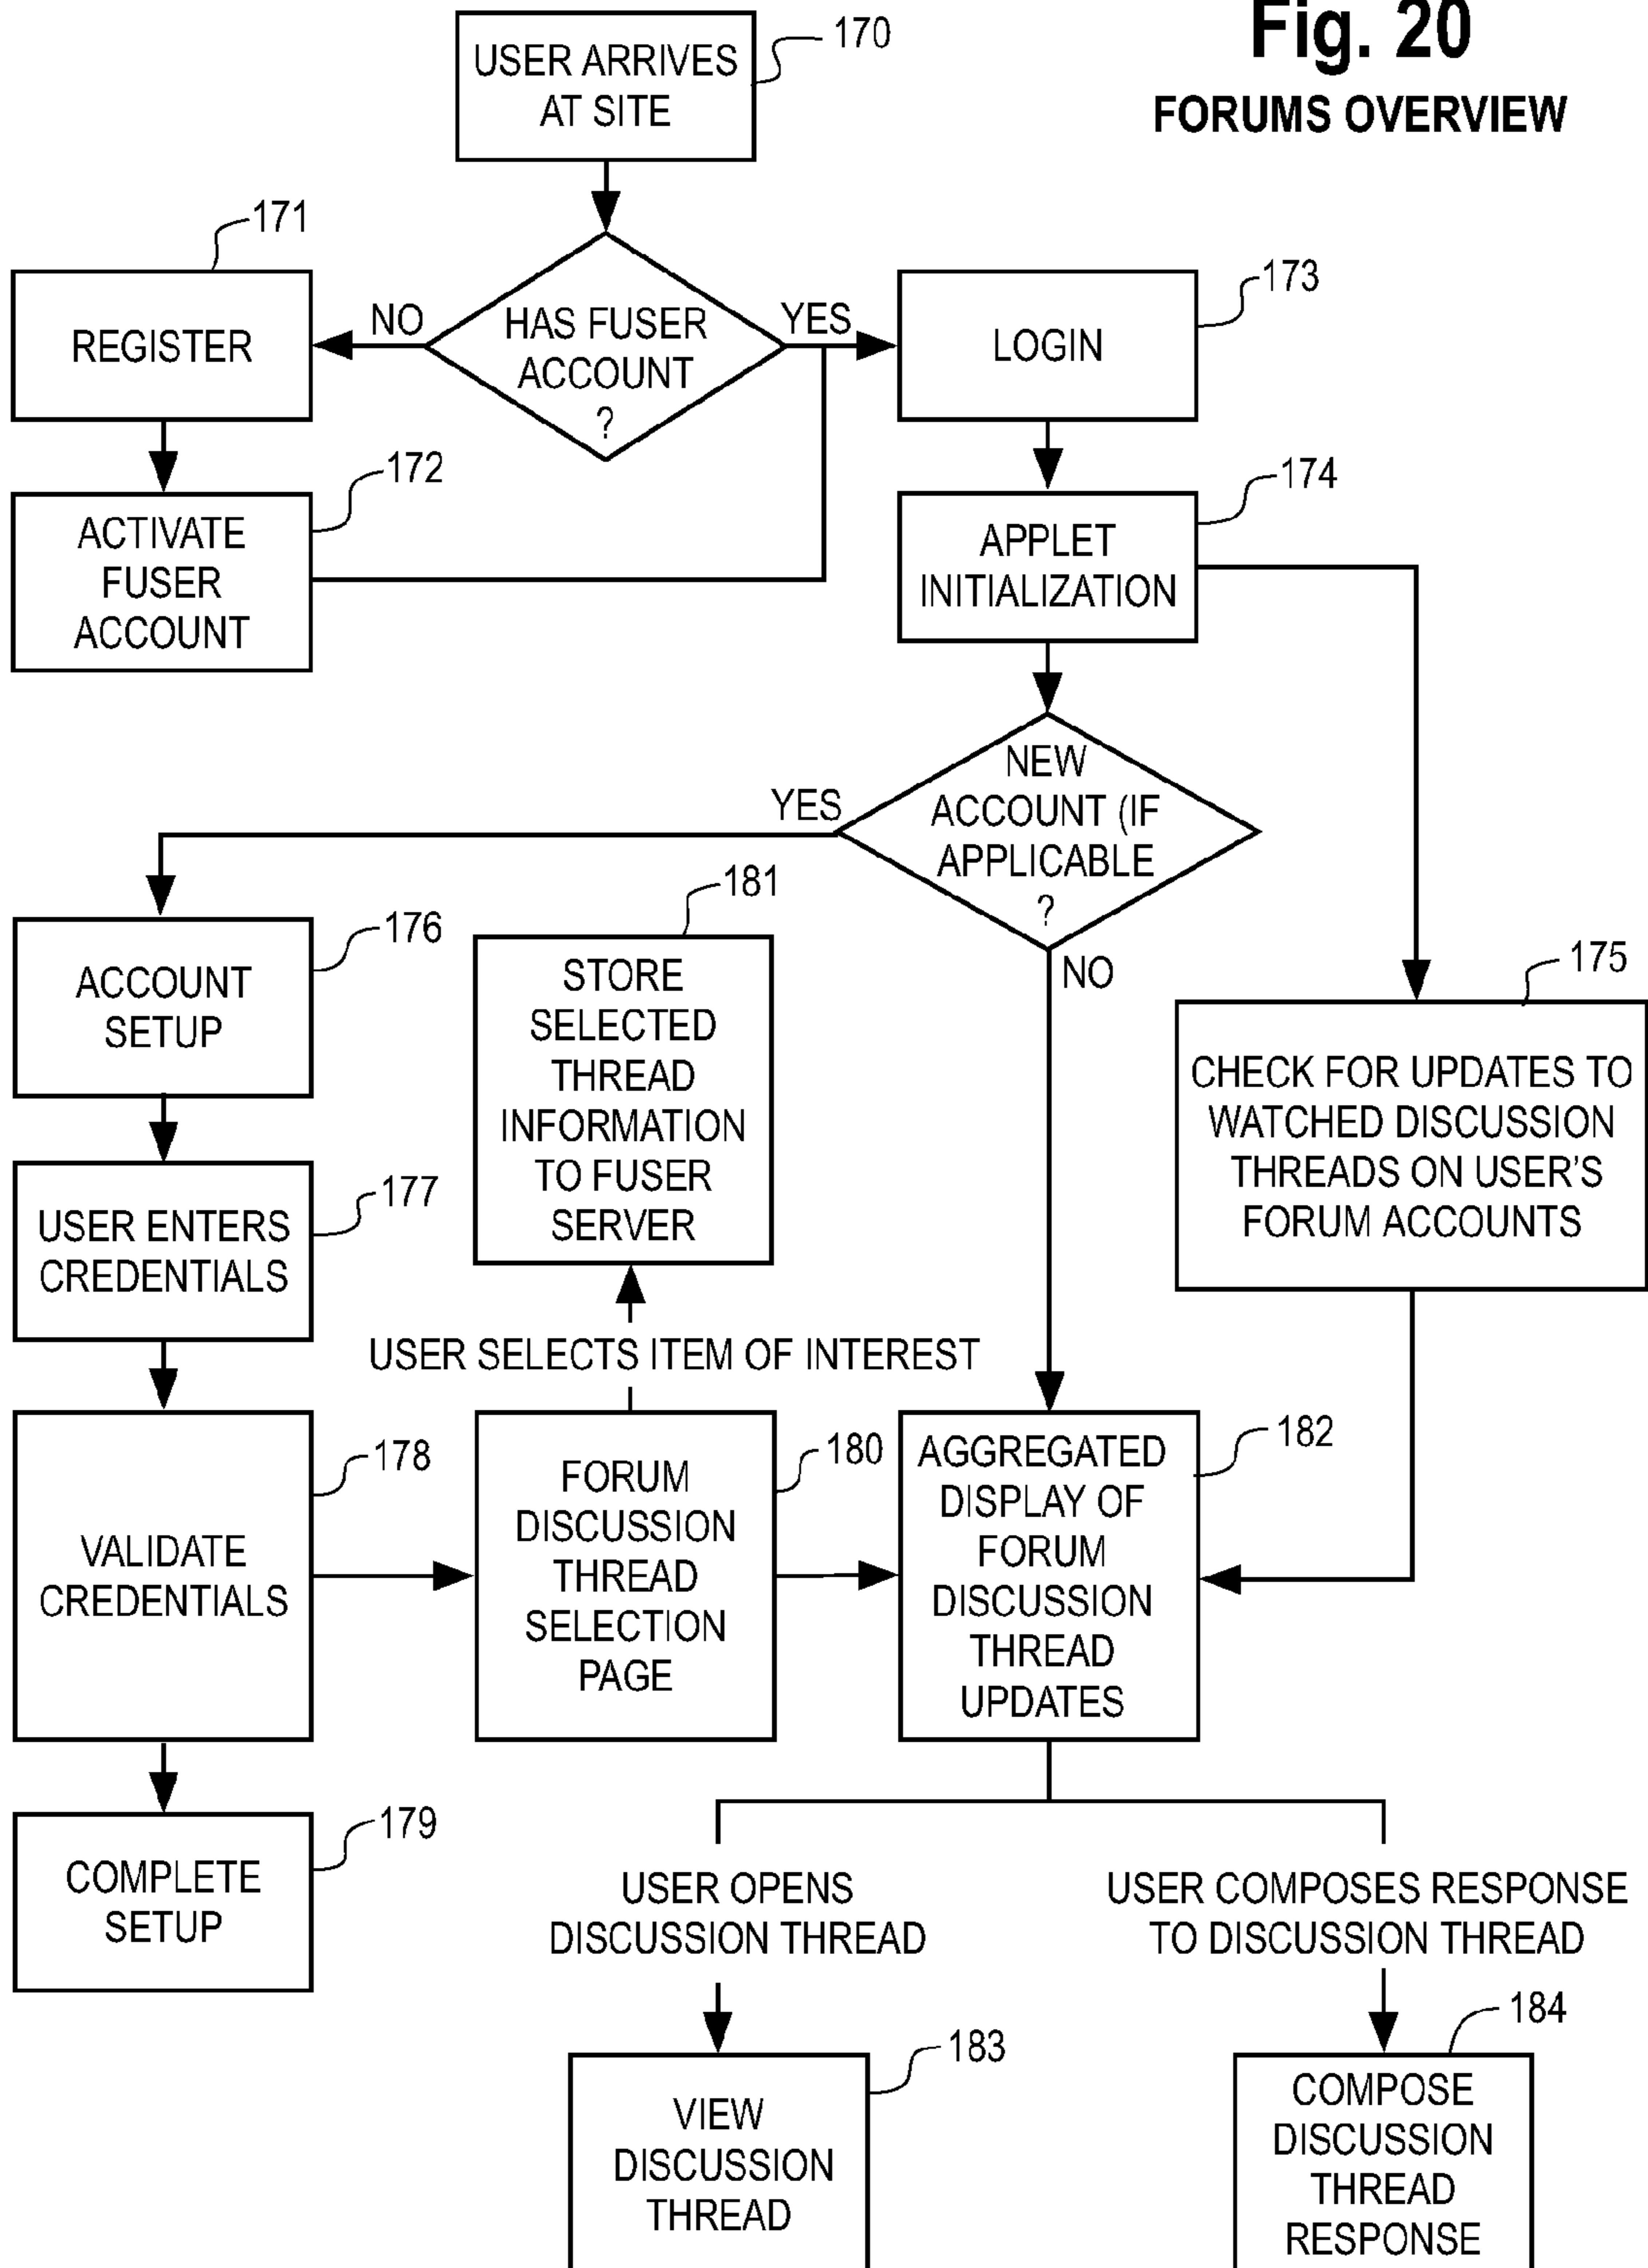 Fig. 20
FORUMS OVERVIEW
USER ARRIVES
AT SITE
170
171
REGISTER
NO
HAS FUSER
ACCOUNT
?
YES
LOGIN
173
172
ACTIVATE
FUSER
ACCOUNT
APPLET
INITIALIZATION
174
NEW
ACCOUNT (IF
APPLICABLE
?
YES
NO
175
CHECK FOR UPDATES TO
WATCHED DISCUSSION
THREADS ON USER'S
FORUM ACCOUNTS
176
ACCOUNT
SETUP
181
STORE
SELECTED
THREAD
INFORMATION
TO FUSER
SERVER
177
USER ENTERS
CREDENTIALS
USER SELECTS ITEM OF INTEREST
178
VALIDATE
CREDENTIALS
180
FORUM
DISCUSSION
THREAD
SELECTION
PAGE
182
AGGREGATED
DISPLAY OF
FORUM
DISCUSSION
THREAD
UPDATES
179
COMPLETE
SETUP
USER OPENS
DISCUSSION THREAD
USER COMPOSES RESPONSE
TO DISCUSSION THREAD
183
VIEW
DISCUSSION
THREAD
184
COMPOSE
DISCUSSION
THREAD
RESPONSE